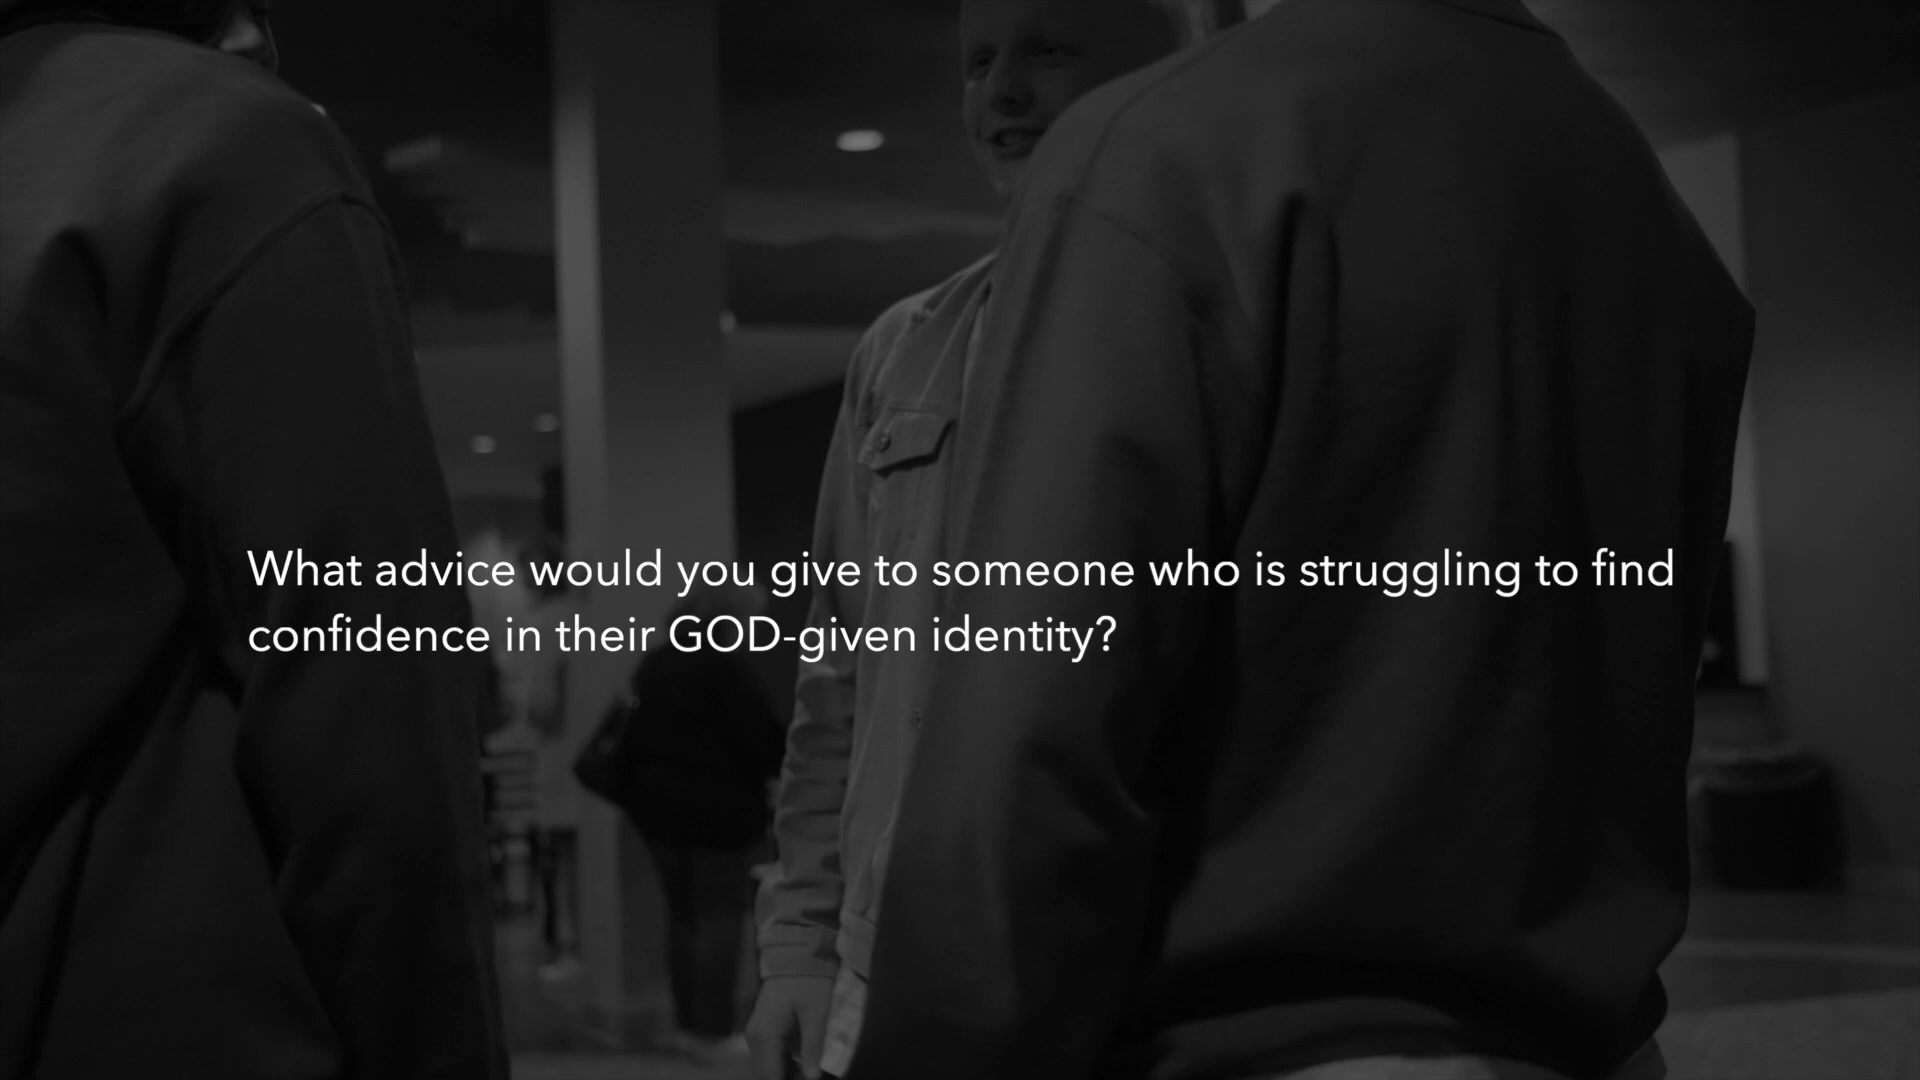 What advice would you give to someone who is struggling to find
confidence in their GOD-given identity?